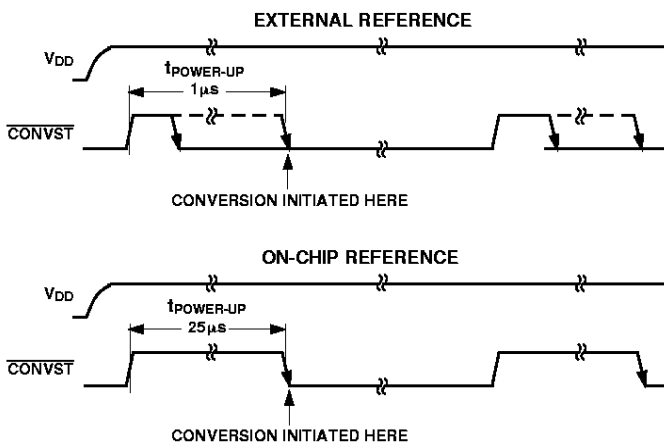 EXTERNAL REFERENCE
VDD
tPOWER-UP
1µs
CONVST
CONVERSION INITIATED HERE
ON-CHIP REFERENCE
VDD
tPOWER-UP
25µs
CONVST
CONVERSION INITIATED HERE